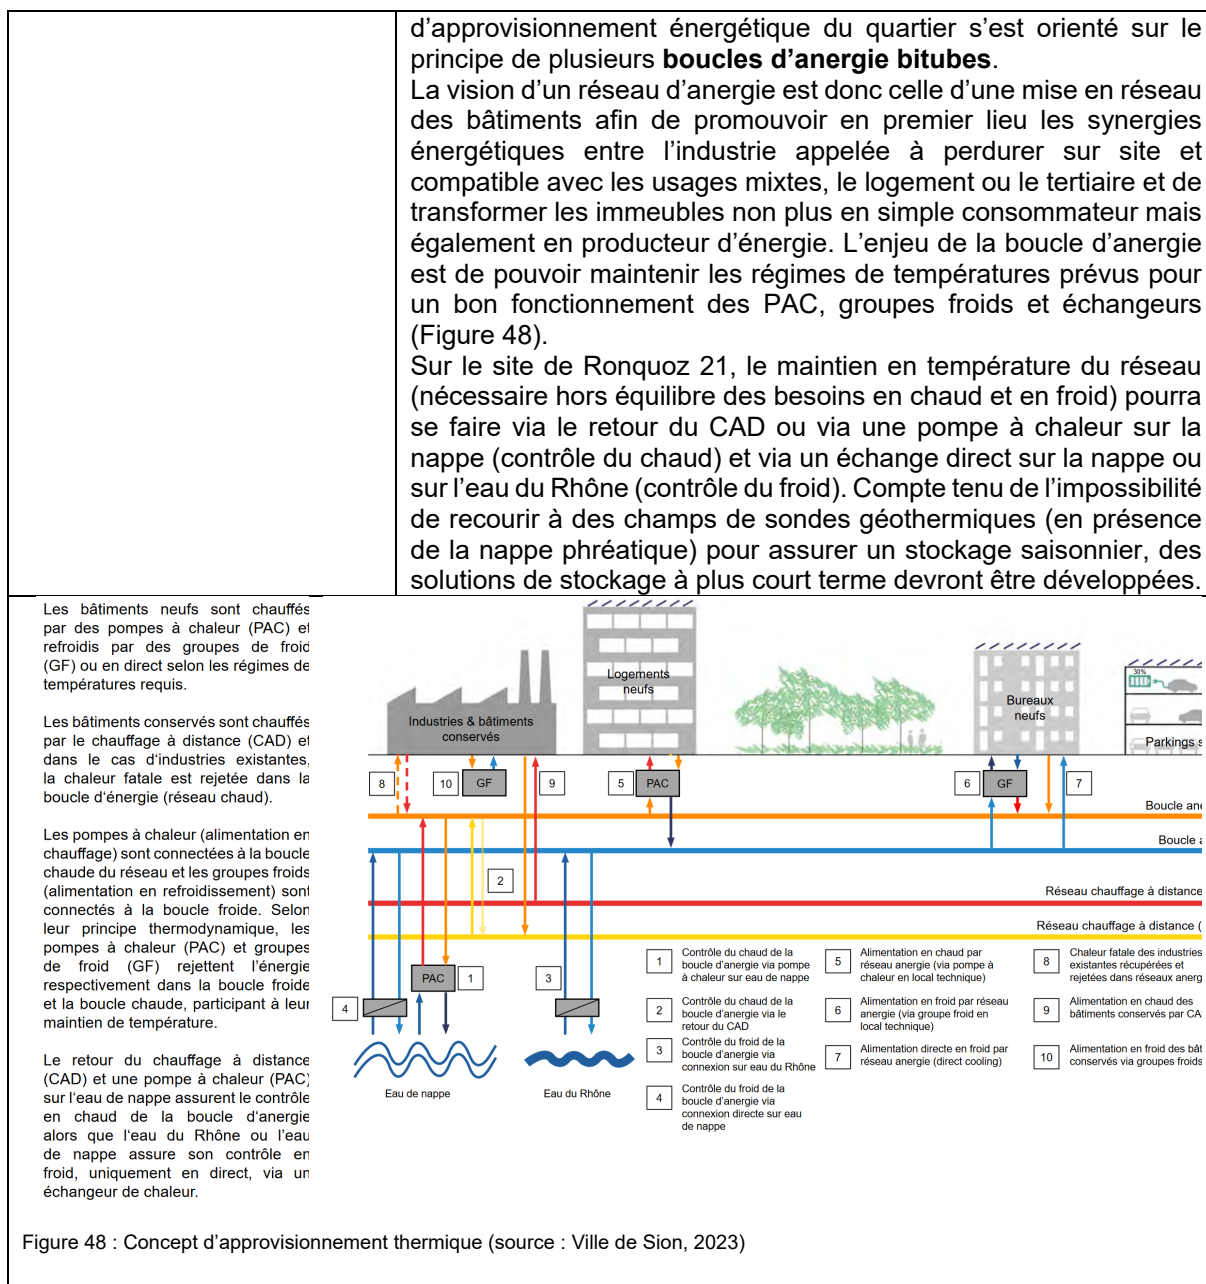 d’approvisionnement énergétique du quartier s’est orienté sur le
principe de plusieurs boucles d’anergie bitubes.
La vision d’un réseau d’anergie est donc celle d’une mise en réseau
des bâtiments afin de promouvoir en premier lieu les synergies
énergétiques entre l’industrie appelée à perdurer sur site et
compatible avec les usages mixtes, le logement ou le tertiaire et de
transformer les immeubles non plus en simple consommateur mais
également en producteur d’énergie. L’enjeu de la boucle d’anergie
est de pouvoir maintenir les régimes de températures prévus pour
un bon fonctionnement des PAC, groupes froids et échangeurs
(Figure 48).
Sur le site de Ronquoz 21, le maintien en température du réseau
(nécessaire hors équilibre des besoins en chaud et en froid) pourra
se faire via le retour du CAD ou via une pompe à chaleur sur la
nappe (contrôle du chaud) et via un échange direct sur la nappe ou
sur l’eau du Rhône (contrôle du froid). Compte tenu de l’impossibilité
de recourir à des champs de sondes géothermiques (en présence
de la nappe phréatique) pour assurer un stockage saisonnier, des
solutions de stockage à plus court terme devront être développées.
Les bâtiments neufs sont chauffés
par des pompes à chaleur (PAC) et
refroidis par des groupes de froid
(GF) ou en direct selon les régimes de
températures requis.
Les bâtiments conservés sont chauffés
par le chauffage à distance (CAD) et
dans le cas d‘industries existantes,
la chaleur fatale est rejetée dans la
boucle d‘énergie (réseau chaud).
Les pompes à chaleur (alimentation en
chauffage) sont connectées à la boucle
chaude du réseau et les groupes froids
(alimentation en refroidissement) sont
connectés à la boucle froide. Selon
leur principe thermodynamique, les
pompes à chaleur (PAC) et groupes
de froid (GF) rejettent l’énergie
respectivement dans la boucle froide
et la boucle chaude, participant à leur
maintien de température.
Le retour du chauffage à distance
(CAD) et une pompe à chaleur (PAC)
sur l‘eau de nappe assurent le contrôle
en chaud de la boucle d‘anergie
alors que l‘eau du Rhône ou l’eau
de nappe assure son contrôle en
froid, uniquement en direct, via un
échangeur de chaleur.
Industries & bâtiments
conservés
Logements
neufs
Bureaux
neufs
30%
Parkings s
8
10
GF
9
5
PAC
6
GF
7
Boucle ane
Boucle a
2
Réseau chauffage à distance
Réseau chauffage à distance (
PAC
1
3
4
Eau de nappe
Eau du Rhône
1
Contrôle du chaud de la
boucle d’anergie via pompe
à chaleur sur eau de nappe
2
Contrôle du chaud de la
boucle d’anergie via le
retour du CAD
3
Contrôle du froid de la
boucle d’anergie via
connexion sur eau du Rhône
4
Contrôle du froid de la
boucle d’anergie via
connexion directe sur eau
de nappe
5
Alimentation en chaud par
réseau anergie (via pompe à
chaleur en local technique)
6
Alimentation en froid par réseau
anergie (via groupe froid en
local technique)
7
Alimentation directe en froid par
réseau anergie (direct cooling)
8
Chaleur fatale des industries
existantes récupérées et
rejetées dans réseaux anerg
9
Alimentation en chaud des
bâtiments conservés par CA
10
Alimentation en froid des bât
conservés via groupes froids
Figure 48 : Concept d’approvisionnement thermique (source : Ville de Sion, 2023)